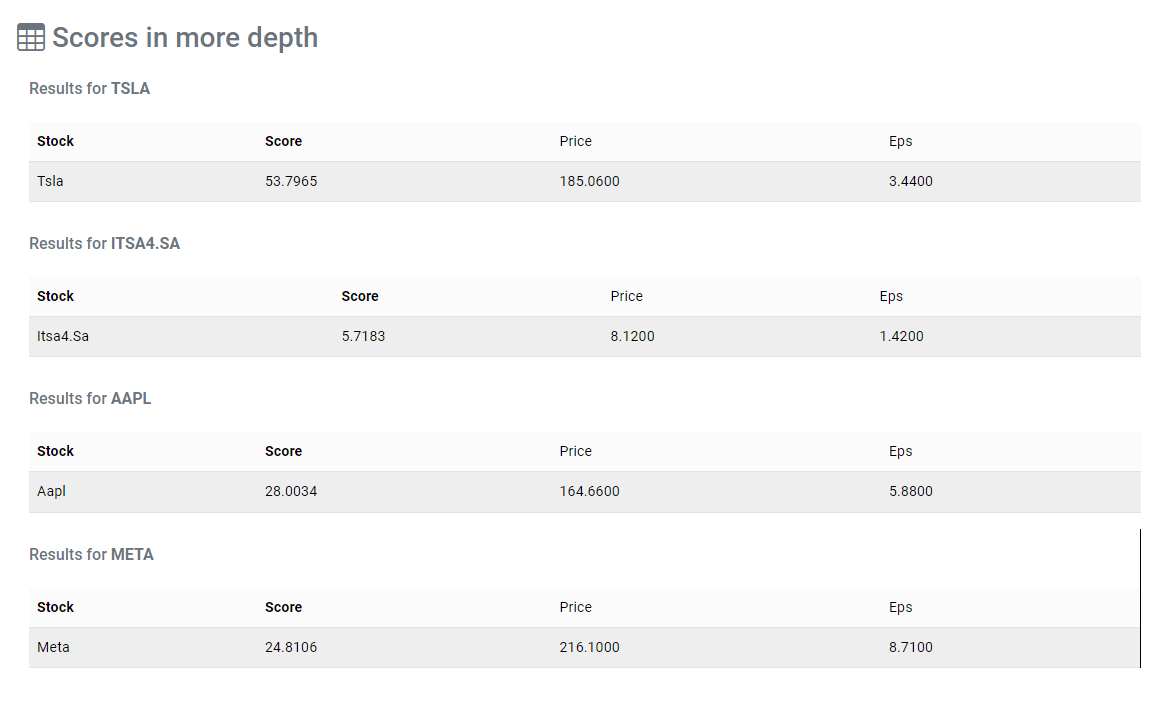 Scores in more depth
Results for TSLA
Stock Score Price Eps
Tsla 53.7965 185.0600 3.4400
Results for ITSA4.SA
Stock Score Price Eps
Itsa4.Sa 5.7183 8.1200 1.4200
Results for AAPL
Stock Score Price Eps
Aapl 28.0034 164.6600 5.8800
Results for META
Stock Score Price Eps
Meta 24.8106 216.1000 8.7100